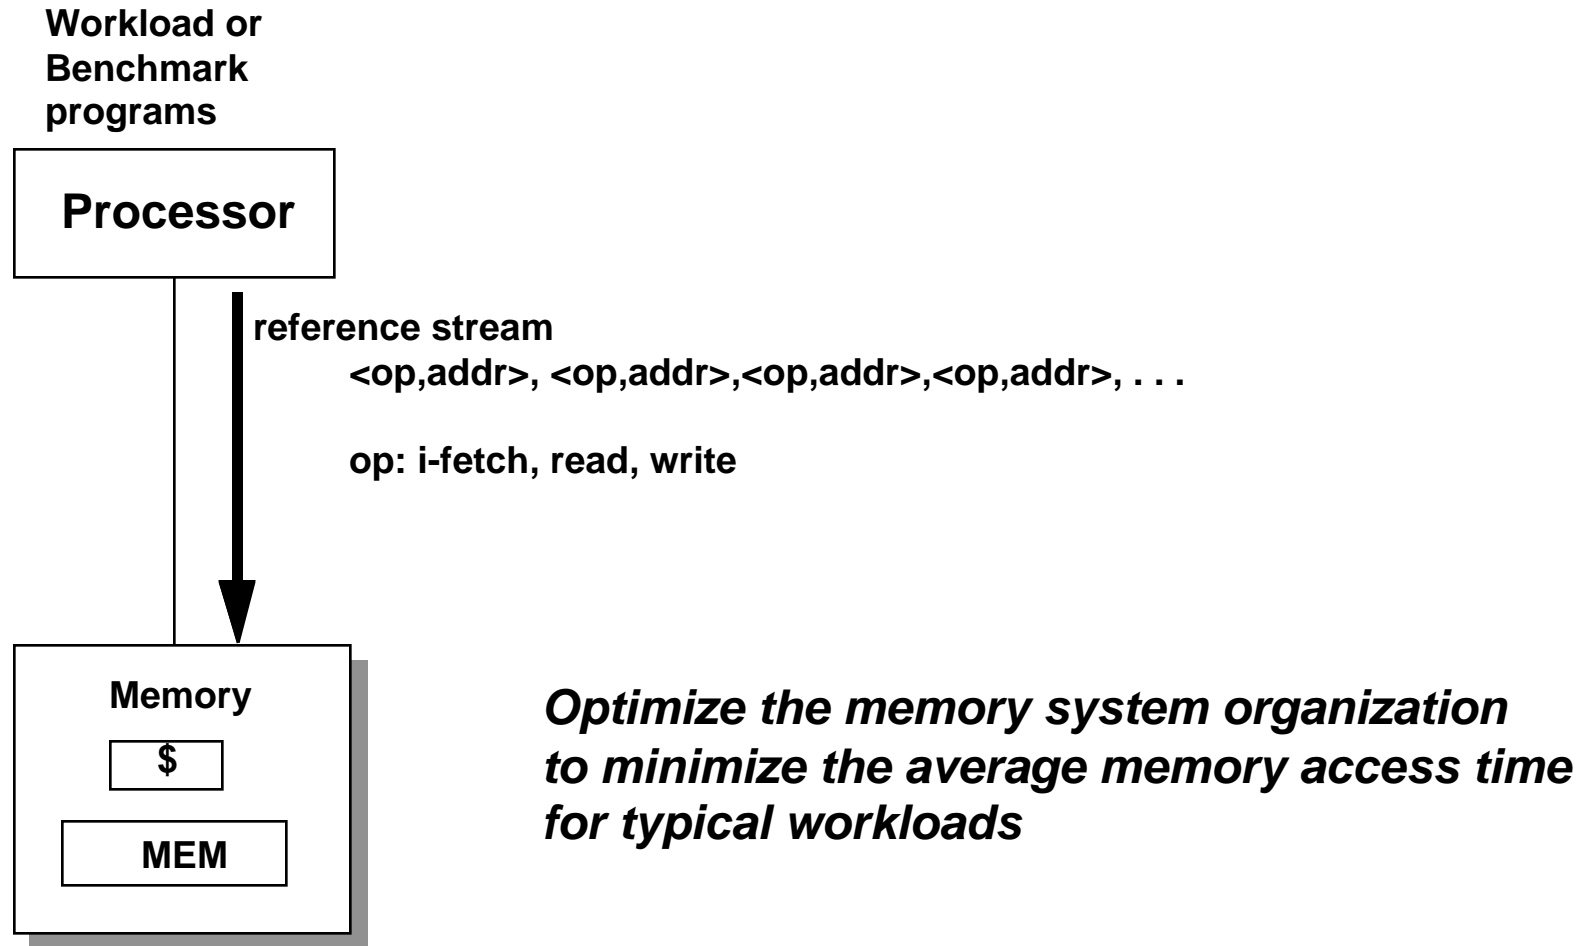 Workload or
Benchmark
programs
Processor
reference stream
<op,addr>, <op,addr>,<op,addr>,<op,addr>, . . .
op: i-fetch, read, write
Memory
$
MEM
Optimize the memory system organization
to minimize the average memory access time
for typical workloads